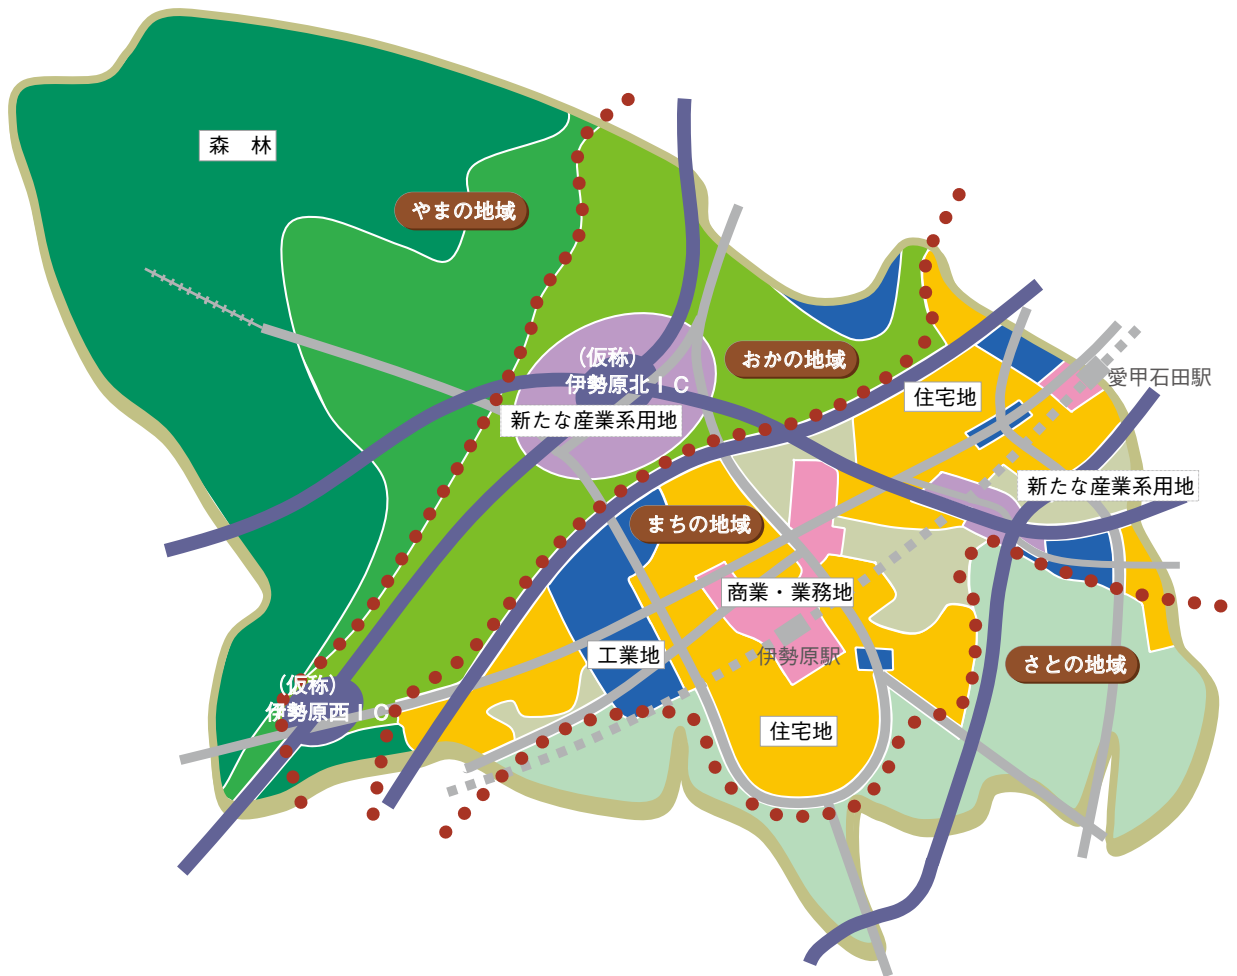 森　林
やまの地域
（仮称）
伊勢原北ＩＣ
おかの地域
愛甲石田駅
住宅地
新たな産業系用地
新たな産業系用地
まちの地域
商業・業務地
工業地
伊勢原駅
さとの地域
（仮称）
伊勢原西ＩＣ
住宅地